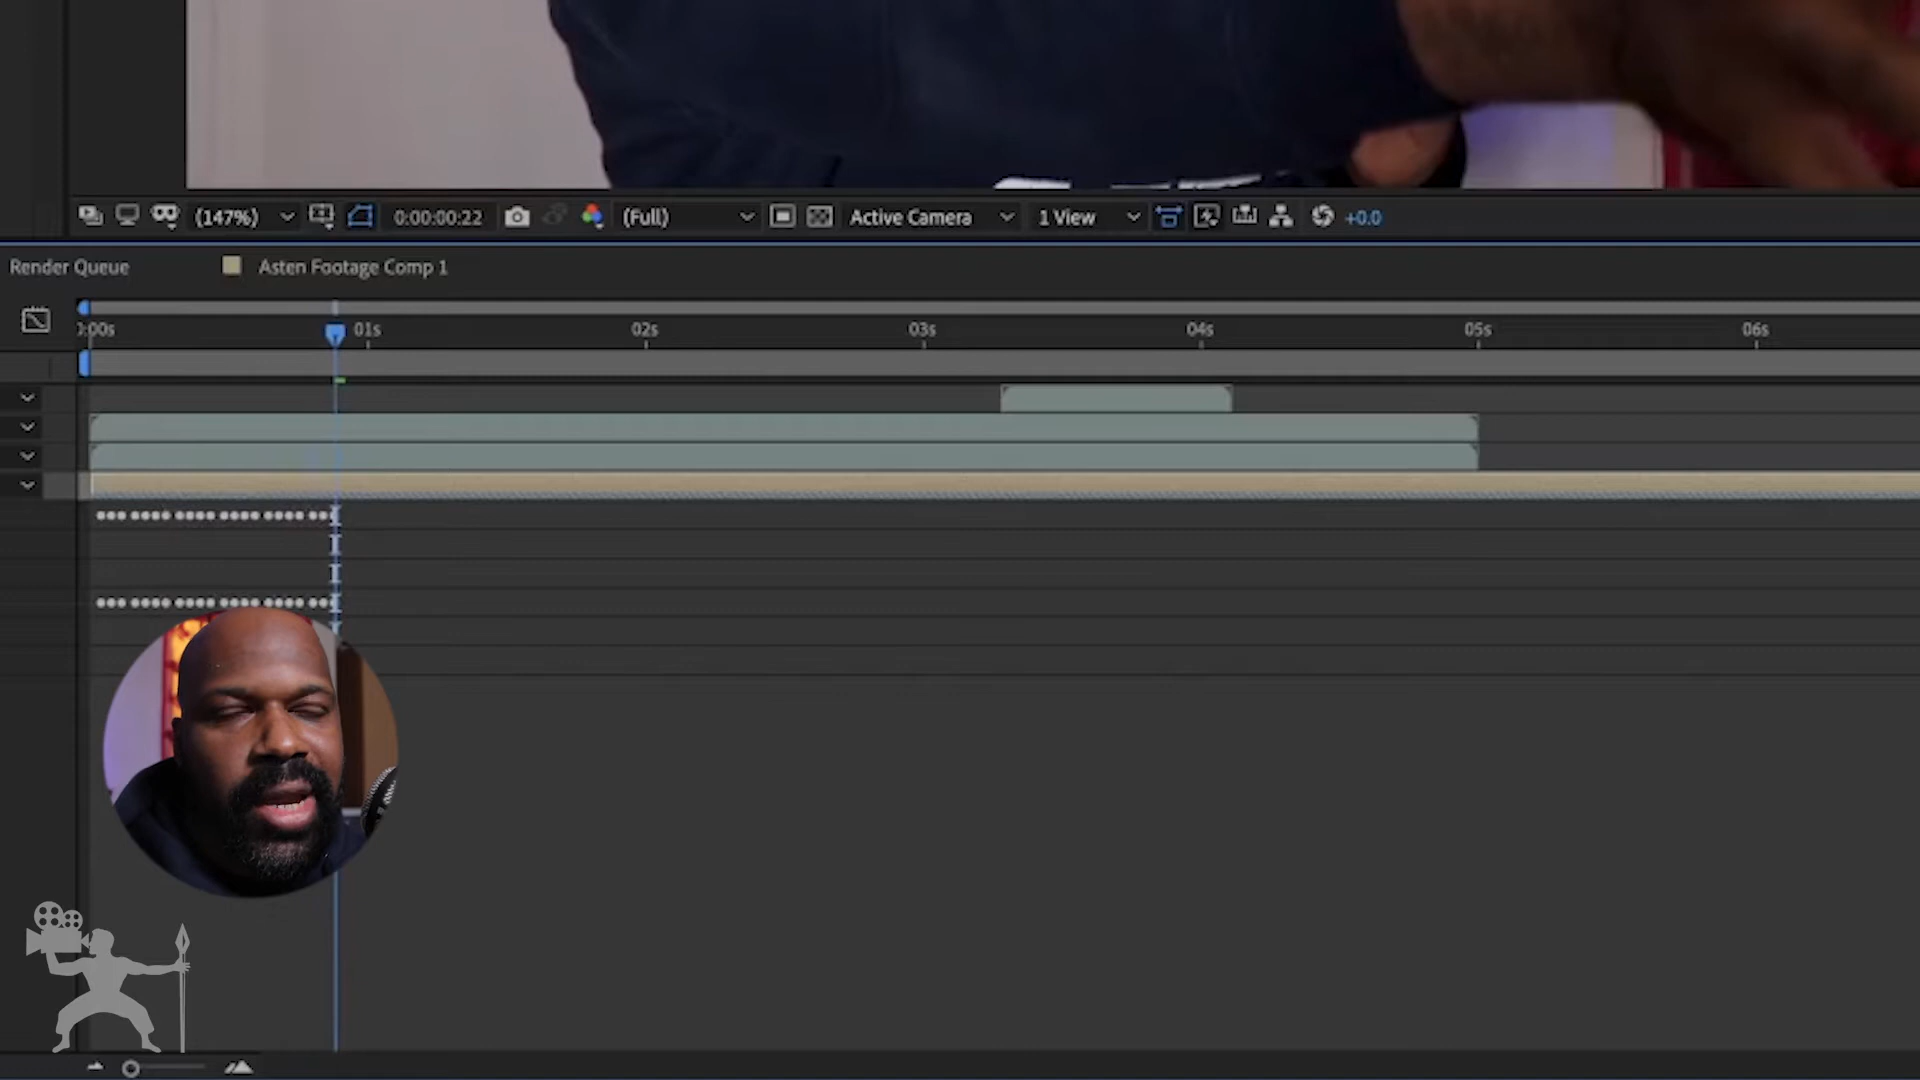 (147%) 0:00:00:22 (Full) Active Camera 1 View +0.0
Render Queue Asten Footage Comp 1
:00s 01s 02s 03s 04s 05s 06s